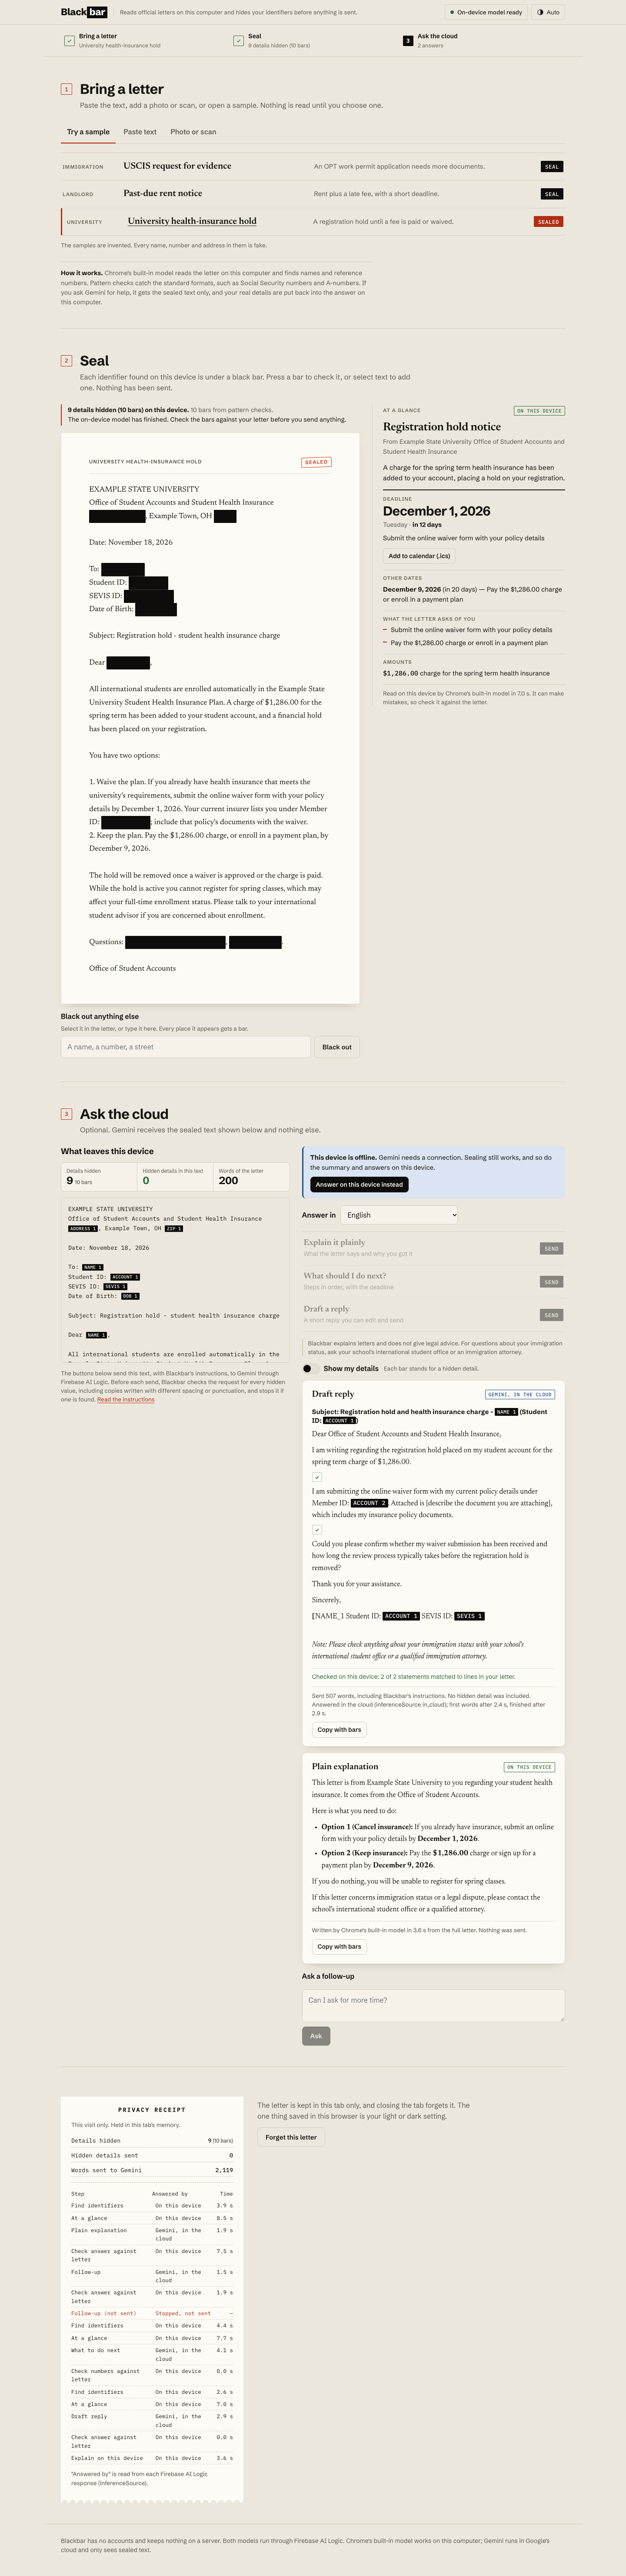 Blackbar
Reads official letters on this computer and hides your identifiers before anything is sent.
On-device model ready
Auto
Bring a letter
University health-insurance hold
Seal
9 details hidden (10 bars)
3
Ask the cloud
2 answers
1
Bring a letter
Paste the text, add a photo or scan, or open a sample. Nothing is read until you choose one.
Try a sample
Paste text
Photo or scan
IMMIGRATION
USCIS request for evidence
An OPT work permit application needs more documents.
SEAL
LANDLORD
Past-due rent notice
Rent plus a late fee, with a short deadline.
SEAL
UNIVERSITY
University health-insurance hold
A registration hold until a fee is paid or waived.
SEALED
The samples are invented. Every name, number and address in them is fake.
How it works. Chrome's built-in model reads the letter on this computer and finds names and reference
numbers. Pattern checks catch the standard formats, such as Social Security numbers and A-numbers. If
you ask Gemini for help, it gets the sealed text only, and your real details are put back into the answer on
this computer.
2
Seal
Each identifier found on this device is under a black bar. Press a bar to check it, or select text to add
one. Nothing has been sent.
9 details hidden (10 bars) on this device. 10 bars from pattern checks.
The on-device model has finished. Check the bars against your letter before you send anything.
UNIVERSITY HEALTH-INSURANCE HOLD
SEALED
EXAMPLE STATE UNIVERSITY
Office of Student Accounts and Student Health Insurance
, Example Town, OH
Date: November 18, 2026
To:
Student ID:
SEVIS ID:
Date of Birth:
Subject: Registration hold - student health insurance charge
Dear ,
All international students are enrolled automatically in the Example State
University Student Health Insurance Plan. A charge of $1,286.00 for the
spring term has been added to your student account, and a financial hold
has been placed on your registration.
You have two options:
1. Waive the plan. If you already have health insurance that meets the
university's requirements, submit the online waiver form with your policy
details by December 1, 2026. Your current insurer lists you under Member
ID: ; include that policy's documents with the waiver.
2. Keep the plan. Pay the $1,286.00 charge, or enroll in a payment plan, by
December 9, 2026.
The hold will be removed once a waiver is approved or the charge is paid.
While the hold is active you cannot register for spring classes, which may
affect your full-time enrollment status. Please talk to your international
student advisor if you are concerned about enrollment.
Questions: , .
Office of Student Accounts
AT A GLANCE
ON THIS DEVICE
Registration hold notice
From Example State University Office of Student Accounts and
Student Health Insurance
A charge for the spring term health insurance has been
added to your account, placing a hold on your registration.
DEADLINE
December 1, 2026
Tuesday · in 12 days
Submit the online waiver form with your policy details
Add to calendar (.ics)
OTHER DATES
December 9, 2026 (in 20 days) — Pay the $1,286.00 charge
or enroll in a payment plan
WHAT THE LETTER ASKS OF YOU
– Submit the online waiver form with your policy details
– Pay the $1,286.00 charge or enroll in a payment plan
AMOUNTS
$1,286.00 charge for the spring term health insurance
Read on this device by Chrome's built-in model in 7.0 s. It can make
mistakes, so check it against the letter.
Black out anything else
Select it in the letter, or type it here. Every place it appears gets a bar.
A name, a number, a street
Black out
3
Ask the cloud
Optional. Gemini receives the sealed text shown below and nothing else.
What leaves this device
Details hidden
9 10 bars
Hidden details in this text
0
Words of the letter
200
EXAMPLE STATE UNIVERSITY
Office of Student Accounts and Student Health Insurance
ADDRESS 1, Example Town, OH ZIP 1
Date: November 18, 2026
To: NAME 1
Student ID: ACCOUNT 1
SEVIS ID: SEVIS 1
Date of Birth: DOB 1
Subject: Registration hold - student health insurance charge
Dear NAME 1,
All international students are enrolled automatically in the
The buttons below send this text, with Blackbar's instructions, to Gemini through
Firebase AI Logic. Before each send, Blackbar checks the request for every hidden
value, including copies written with different spacing or punctuation, and stops it if
one is found. Read the instructions
This device is offline. Gemini needs a connection. Sealing still works, and so do
the summary and answers on this device.
Answer on this device instead
Answer in
English
Explain it plainly
What the letter says and why you got it
SEND
What should I do next?
Steps in order, with the deadline
SEND
Draft a reply
A short reply you can edit and send
SEND
Blackbar explains letters and does not give legal advice. For questions about your immigration
status, ask your school's international student office or an immigration attorney.
Show my details
Each bar stands for a hidden detail.
Draft reply
GEMINI, IN THE CLOUD
Subject: Registration hold and health insurance charge - NAME 1 (Student
ID: ACCOUNT 1)
Dear Office of Student Accounts and Student Health Insurance,
I am writing regarding the registration hold placed on my student account for the
spring term charge of $1,286.00.
I am submitting the online waiver form with my current policy details under
Member ID: ACCOUNT 2. Attached is [describe the document you are attaching],
which includes my insurance policy documents.
Could you please confirm whether my waiver submission has been received and
how long the review process typically takes before the registration hold is
removed?
Thank you for your assistance.
Sincerely,
⟦NAME_1 Student ID: ACCOUNT 1 SEVIS ID: SEVIS 1
Note: Please check anything about your immigration status with your school's
international student office or a qualified immigration attorney.
Checked on this device: 2 of 2 statements matched to lines in your letter.
Sent 507 words, including Blackbar's instructions. No hidden detail was included.
Answered in the cloud (inferenceSource in_cloud); first words after 2.4 s, finished after
2.9 s.
Copy with bars
Plain explanation
ON THIS DEVICE
This letter is from Example State University to you regarding your student health
insurance. It comes from the Office of Student Accounts.
Here is what you need to do:
• Option 1 (Cancel insurance): If you already have insurance, submit an online
form with your policy details by December 1, 2026.
• Option 2 (Keep insurance): Pay the $1,286.00 charge or sign up for a
payment plan by December 9, 2026.
If you do nothing, you will be unable to register for spring classes.
If this letter concerns immigration status or a legal dispute, please contact the
school's international student office or a qualified attorney.
Written by Chrome's built-in model in 3.6 s from the full letter. Nothing was sent.
Copy with bars
Ask a follow-up
Can I ask for more time?
Ask
PRIVACY RECEIPT
This visit only. Held in this tab's memory.
Details hidden 9 (10 bars)
Hidden details sent 0
Words sent to Gemini 2,119
Step Answered by Time
Find identifiers On this device 3.9 s
At a glance On this device 8.5 s
Plain explanation Gemini, in the cloud 1.9 s
Check answer against letter On this device 7.5 s
Follow-up Gemini, in the cloud 1.5 s
Check answer against letter On this device 1.9 s
Follow-up (not sent) Stopped, not sent —
Find identifiers On this device 4.4 s
At a glance On this device 7.7 s
What to do next Gemini, in the cloud 4.1 s
Check numbers against letter On this device 0.0 s
Find identifiers On this device 2.6 s
At a glance On this device 7.0 s
Draft reply Gemini, in the cloud 2.9 s
Check answer against letter On this device 0.0 s
Explain on this device On this device 3.6 s
"Answered by" is read from each Firebase AI Logic
response (inferenceSource).
The letter is kept in this tab only, and closing the tab forgets it. The
one thing saved in this browser is your light or dark setting.
Forget this letter
Blackbar has no accounts and keeps nothing on a server. Both models run through Firebase AI Logic. Chrome's built-in model works on this computer; Gemini runs in Google's
cloud and only sees sealed text.